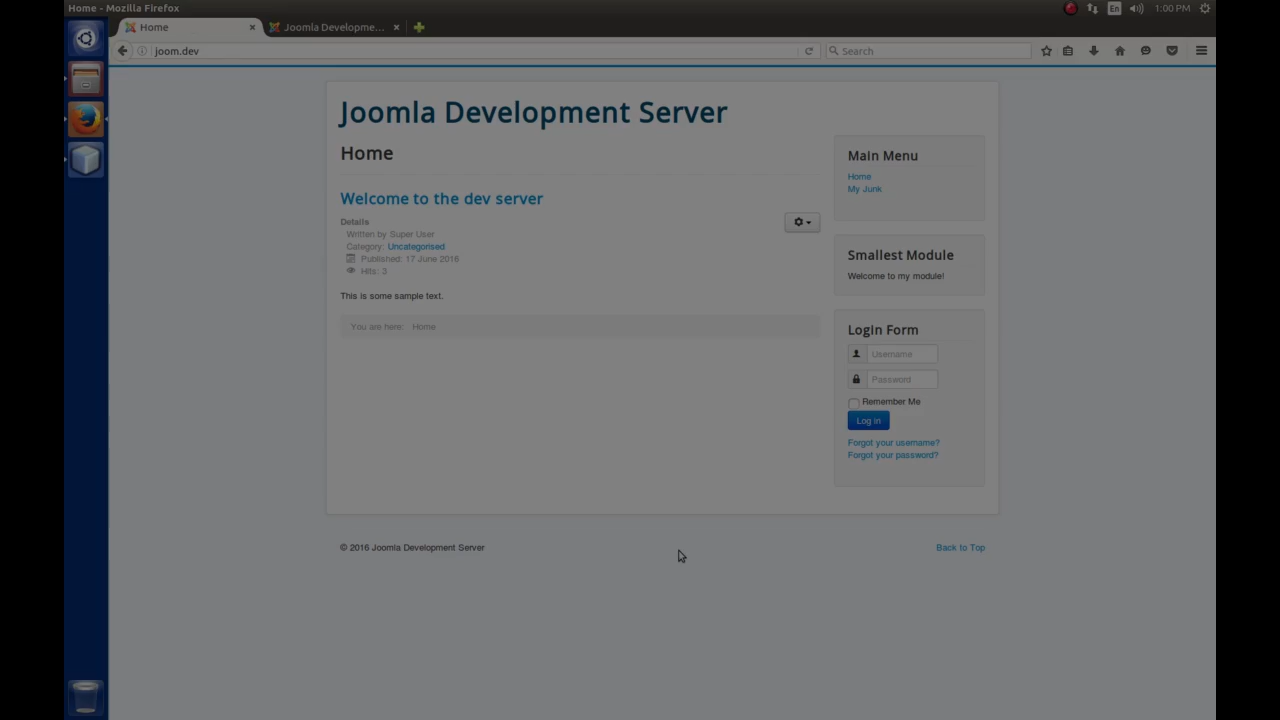 Home - Mozilla Firefox
En
1:00 PM
Home
Joomla Developme...
joom.dev
Search
Joomla Development Server
Home
Welcome to the dev server
Details
Written by Super User
Category: Uncategorised
Published: 17 June 2016
Hits: 3
This is some sample text.
You are here: Home
Main Menu
Home
My Junk
Smallest Module
Welcome to my module!
Login Form
Username
Password
Remember Me
Log in
Forgot your username?
Forgot your password?
© 2016 Joomla Development Server
Back to Top